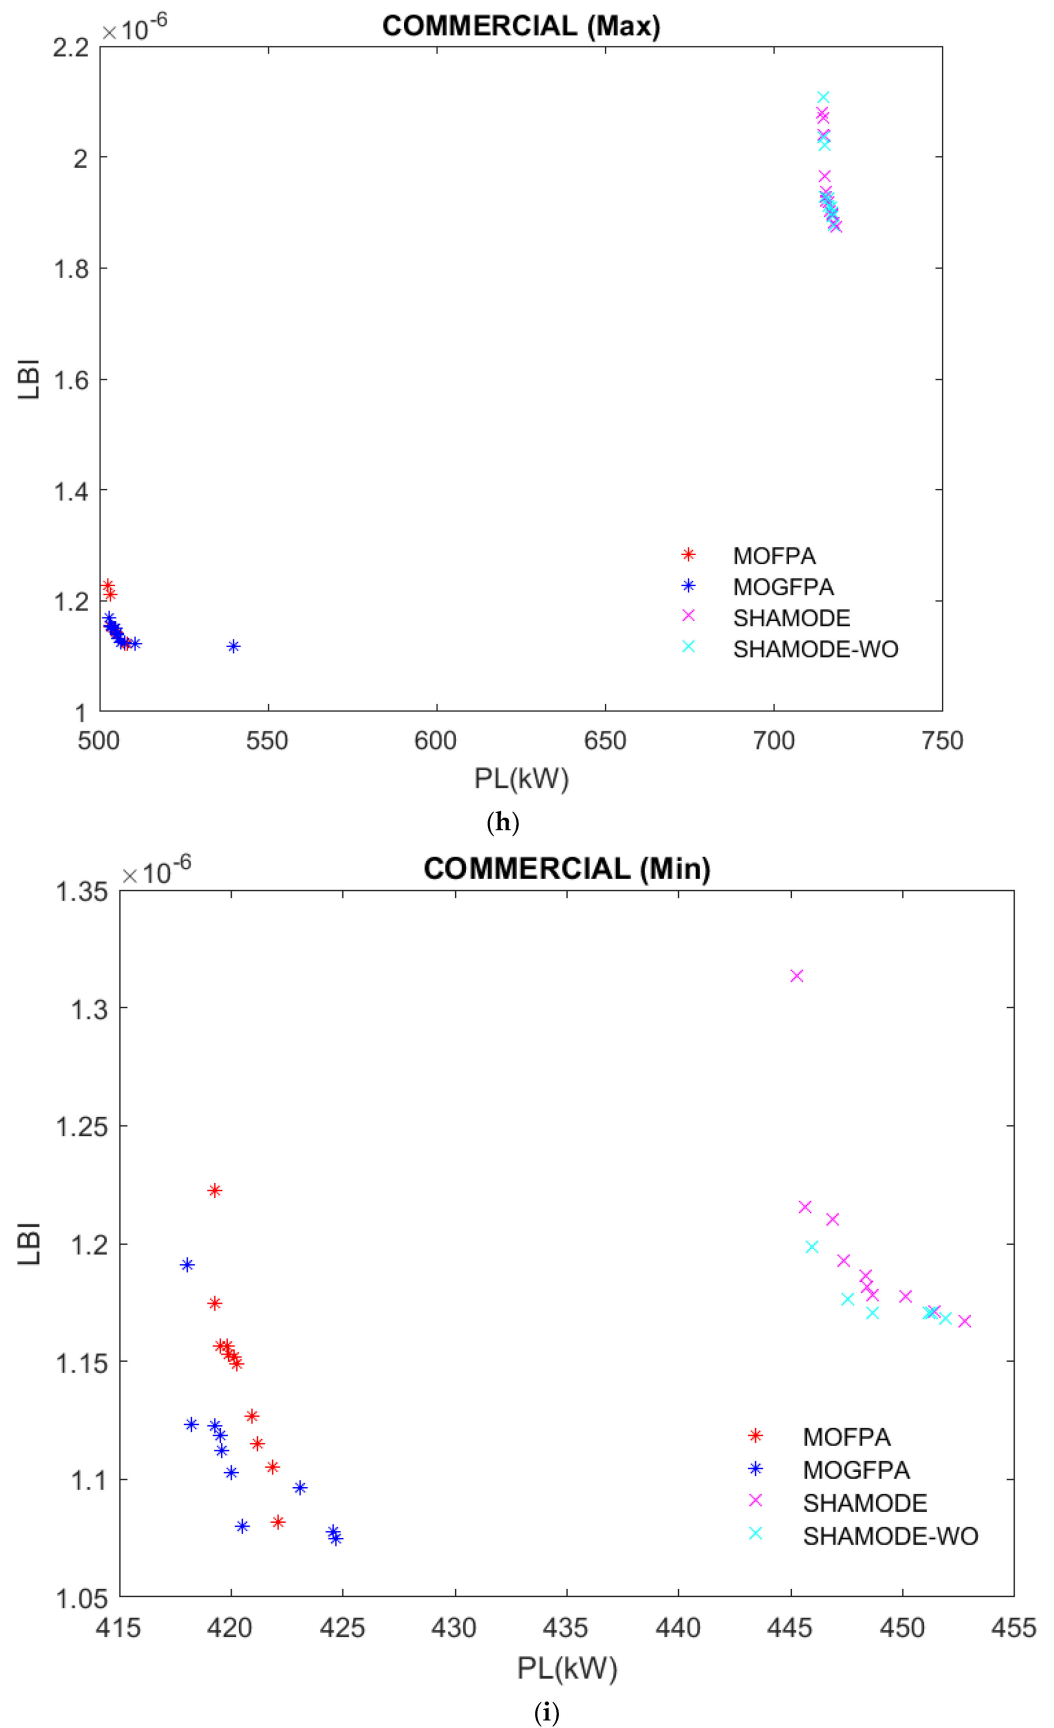 ×10-6
COMMERCIAL (Max)
2.2
2
1.8
1.6
1.4
1.2
1
LBI
MOFPA
MOGFPA
SHAMODE
SHAMODE-WO
500 550 600 650 700 750
PL(kW)
(h)
×10-6
COMMERCIAL (Min)
1.35
1.3
1.25
1.2
1.15
1.1
1.05
LBI
MOFPA
MOGFPA
SHAMODE
SHAMODE-WO
415 420 425 430 435 440 445 450 455
PL(kW)
(i)